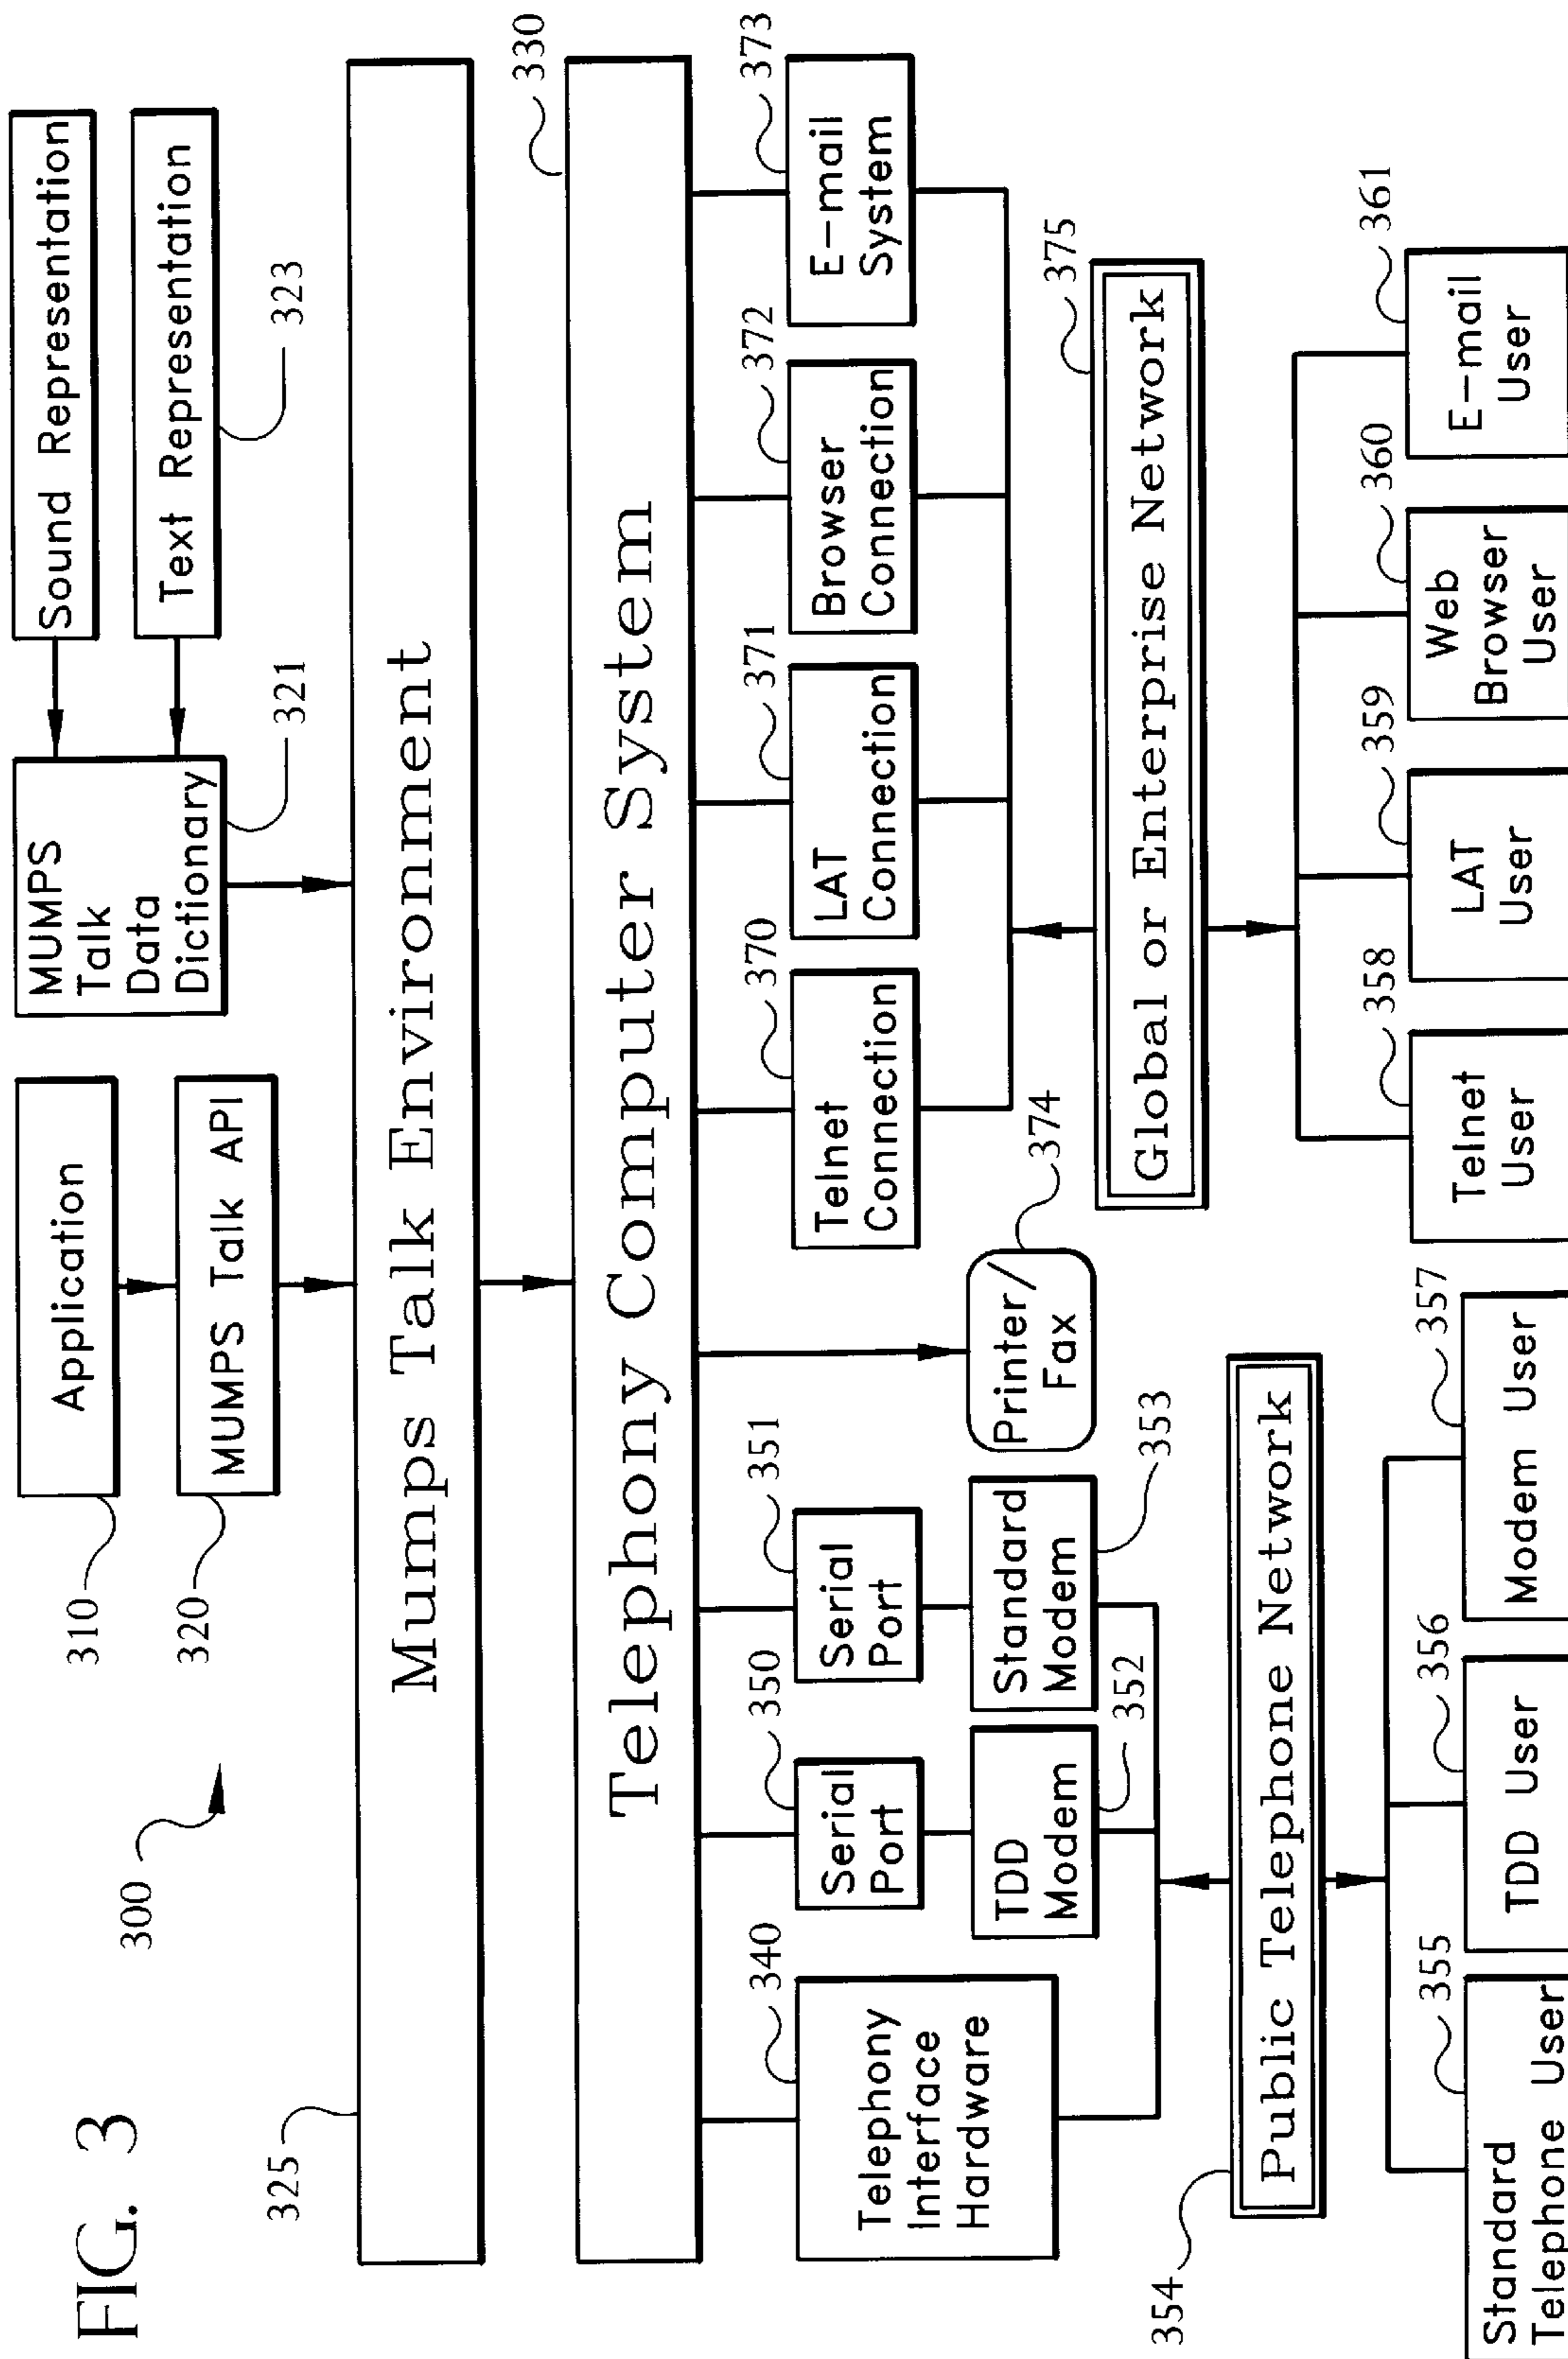 FIG. 3
300
310
Application
320
MUMPS Talk API
MUMPS
Talk
Data
Dictionary
321
Sound Representation
Text Representation
323
325
Mumps Talk Environment
330
Telephony Computer System
340
Telephony
Interface
Hardware
350
Serial
Port
351
Serial
Port
370
Telnet
Connection
371
LAT
Connection
372
Browser
Connection
373
E-mail
System
TDD
Modem
352
Standard
Modem
353
Printer/
Fax
374
354
Public Telephone Network
375
Global or Enterprise Network
355
Standard
Telephone User
356
TDD User
357
Modem User
358
Telnet
User
359
LAT
User
360
Web
Browser
User
361
E-mail
User